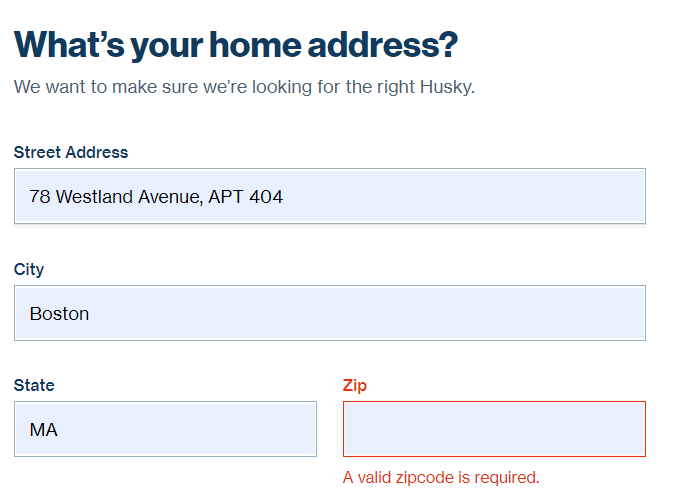 What’s your home address?
We want to make sure we’re looking for the right Husky.
Street Address
78 Westland Avenue, APT 404
City
Boston
State
Zip
MA
A valid zipcode is required.